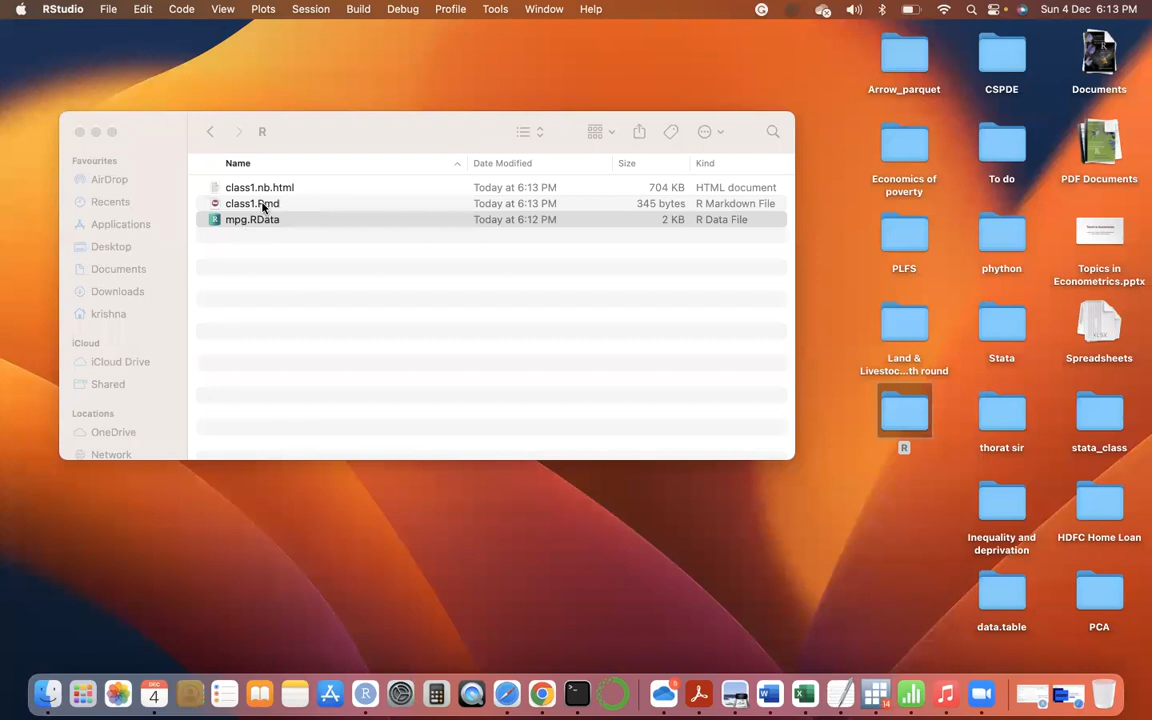 RStudio File Edit Code View Plots Session Build Debug Profile Tools Window Help Sun 4 Dec 6:13 PM
R
Favourites
AirDrop
Recents
Applications
Desktop
Documents
Downloads
krishna
iCloud
iCloud Drive
Shared
Locations
OneDrive
Network
Name Date Modified Size Kind
class1.nb.html Today at 6:13 PM 704 KB HTML document
class1.Rmd Today at 6:13 PM 345 bytes R Markdown File
mpg.RData Today at 6:12 PM 2 KB R Data File
Arrow_parquet CSPDE Documents
Economics of
poverty
To do PDF Documents
PLFS phython Topics in
Econometrics.pptx
Land &
Livestoc...th round
Stata Spreadsheets
R thorat sir stata_class
Inequality and
deprivation
HDFC Home Loan
data.table PCA
DEC
4
5
14